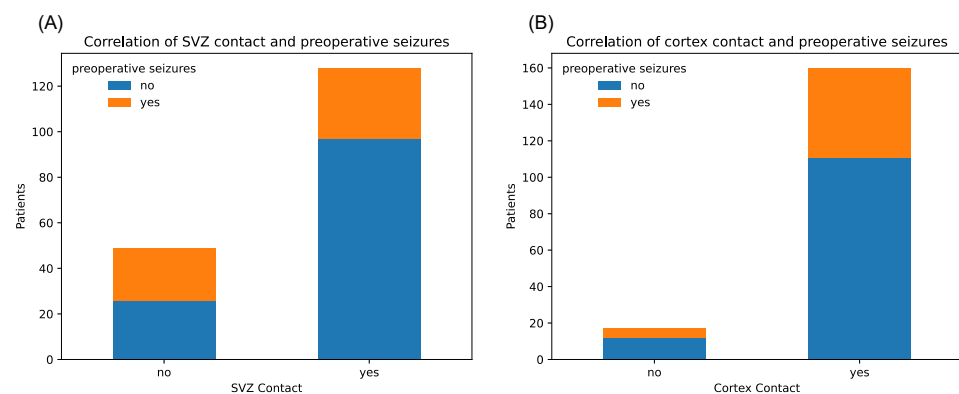 (A)
Correlation of SVZ contact and preoperative seizures
preoperative seizures
no
yes
120
100
80
60
40
20
0
Patients
no
yes
SVZ Contact
(B)
Correlation of cortex contact and preoperative seizures
preoperative seizures
no
yes
160
140
120
100
80
60
40
20
0
Patients
no
yes
Cortex Contact